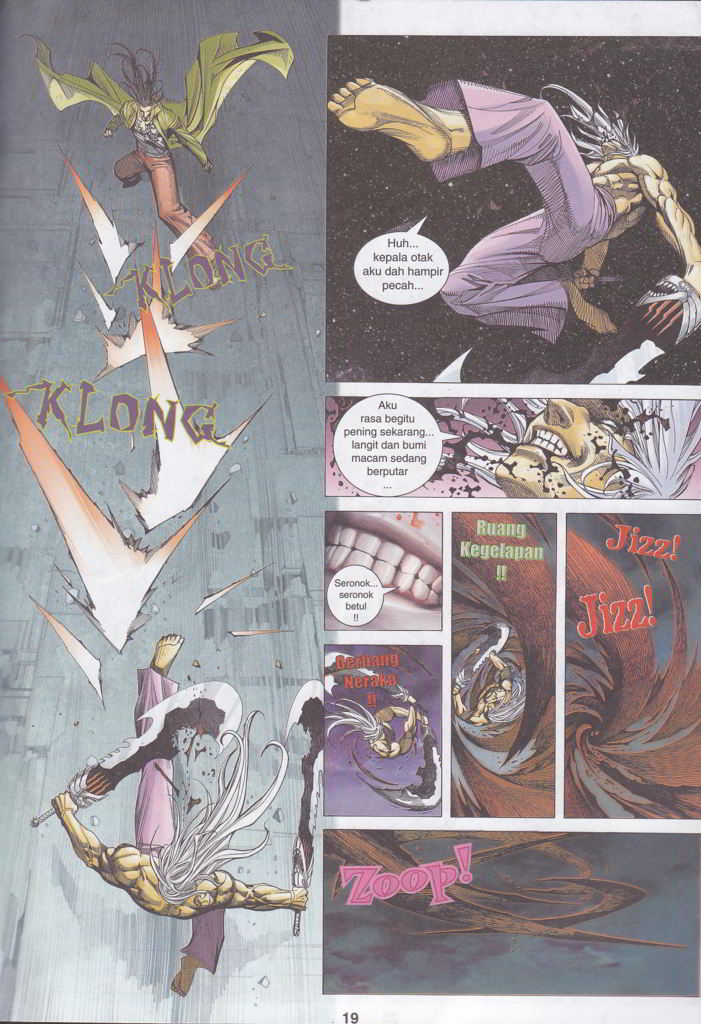 KLONG
KLONG
Huh...
kepala otak
aku dah hampir
pecah...
Aku
rasa begitu
pening sekarang...
langit dan bumi
macam sedang
berputar
...
Seronok...
seronok
betul
!!
Gerbang
Neraka
!!
Ruang
Kegelapan
!!
Jizz!
Jizz!
Zoop!
19